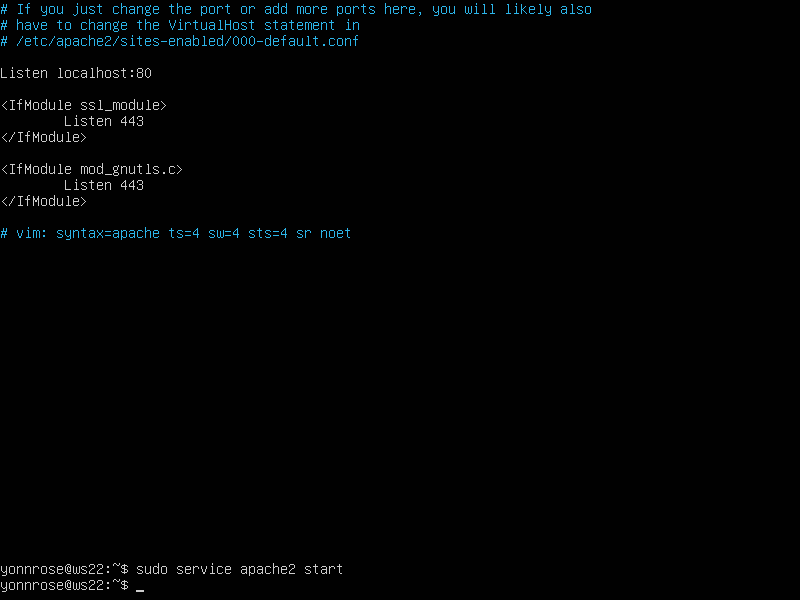 # If you just change the port or add more ports here, you will likely also
# have to change the VirtualHost statement in
# /etc/apache2/sites-enabled/000-default.conf
Listen localhost:80
<IfModule ssl_module>
        Listen 443
</IfModule>
<IfModule mod_gnutls.c>
        Listen 443
</IfModule>
# vim: syntax=apache ts=4 sw=4 sts=4 sr noet
yonnrose@ws22:~$ sudo service apache2 start
yonnrose@ws22:~$ _